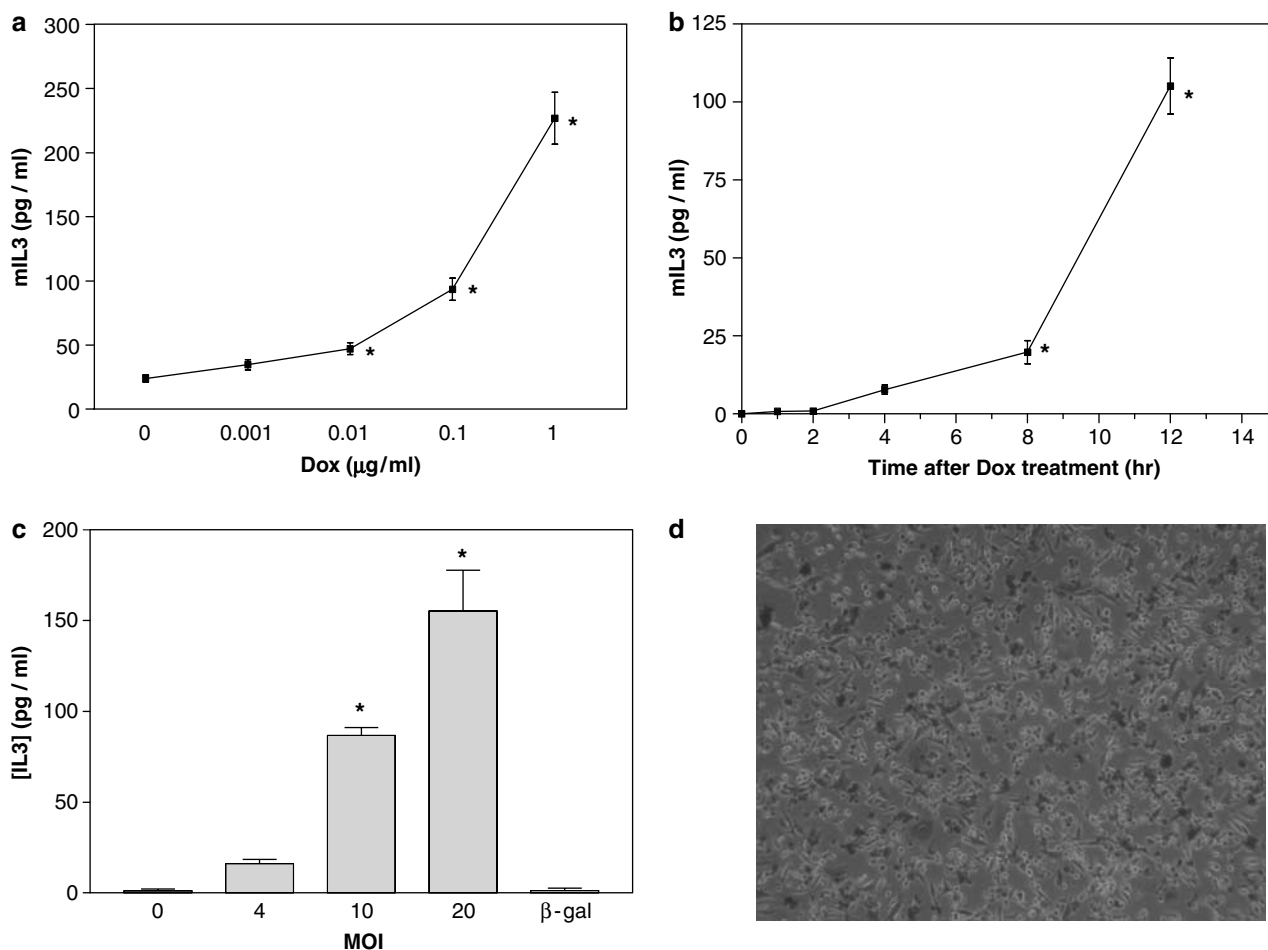 a
300
250
200
150
100
50
0
mIL3 (pg / ml)
*
*
*
0 0.001 0.01 0.1 1
Dox (μg/ml)
b
125
100
75
50
25
0
mIL3 (pg / ml)
*
*
0 2 4 6 8 10 12 14
Time after Dox treatment (hr)
c
200
150
100
50
0
[IL3] (pg / ml)
*
*
0 4 10 20 β-gal
MOI
d